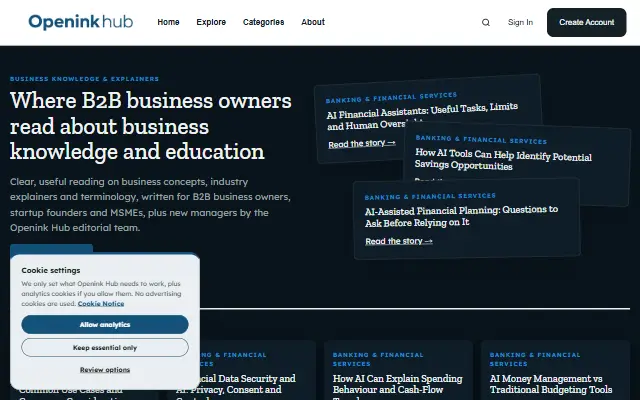 Openink hub
Home
Explore
Categories
About
Sign In
Create Account
BUSINESS KNOWLEDGE & EXPLAINERS
Where B2B business owners
read about business
knowledge and education
Clear, useful reading on business concepts, industry
explainers and terminology, written for B2B business owners,
startup founders and MSMEs, plus new managers by the
Openink Hub editorial team.
BANKING & FINANCIAL SERVICES
AI Financial Assistants: Useful Tasks, Limits
and Human Oversight
Read the story →
BANKING & FINANCIAL SERVICES
How AI Tools Can Help Identify Potential
Savings Opportunities
BANKING & FINANCIAL SERVICES
AI-Assisted Financial Planning: Questions to
Ask Before Relying on It
Read the story →
Cookie settings
We only set what Openink Hub needs to work, plus
analytics cookies if you allow them. No advertising
cookies are used. Cookie Notice
Allow analytics
Keep essential only
Review options
Common Use Cases and
& FINANCIAL
SERVICES
Data Security and
AI: Privacy, Consent and
BANKING & FINANCIAL
SERVICES
How AI Can Explain Spending
Behaviour and Cash-Flow
BANKING & FINANCIAL
SERVICES
AI Money Management vs
Traditional Budgeting Tools